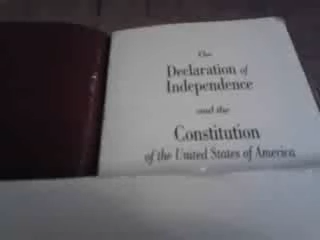 The
Declaration of
Independence
and the
Constitution
of the United States of America